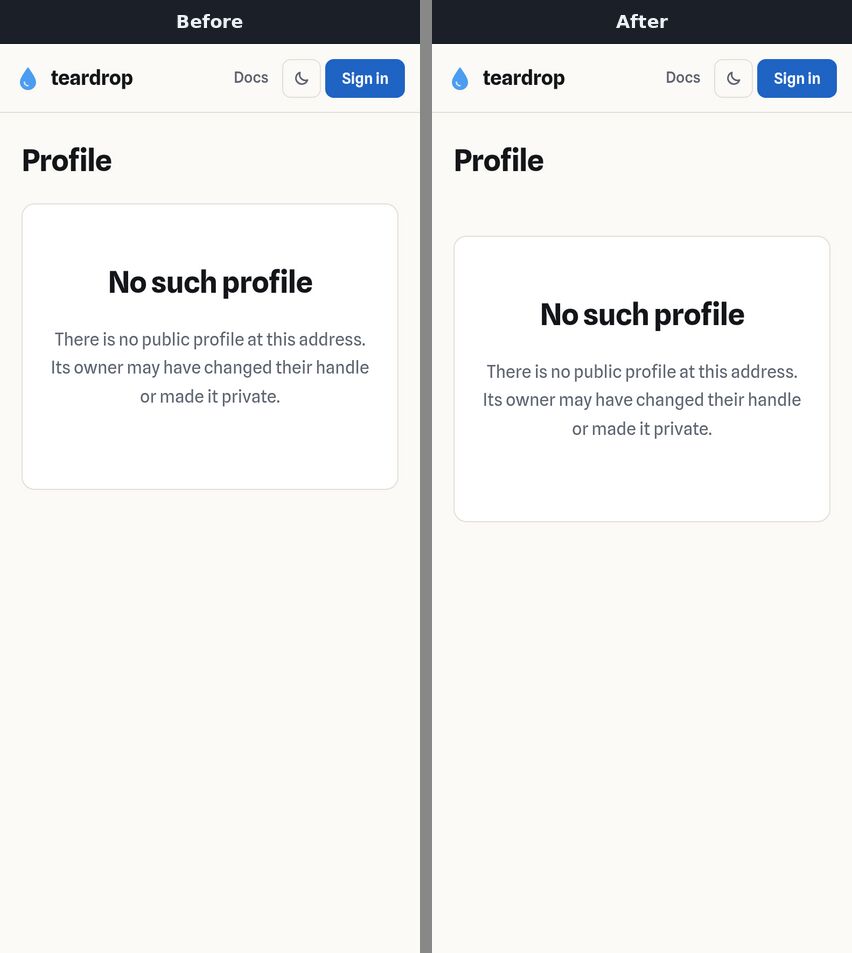 Before
teardrop
Docs
Sign in
Profile
No such profile
There is no public profile at this address.
Its owner may have changed their handle
or made it private.
After
teardrop
Docs
Sign in
Profile
No such profile
There is no public profile at this address.
Its owner may have changed their handle
or made it private.